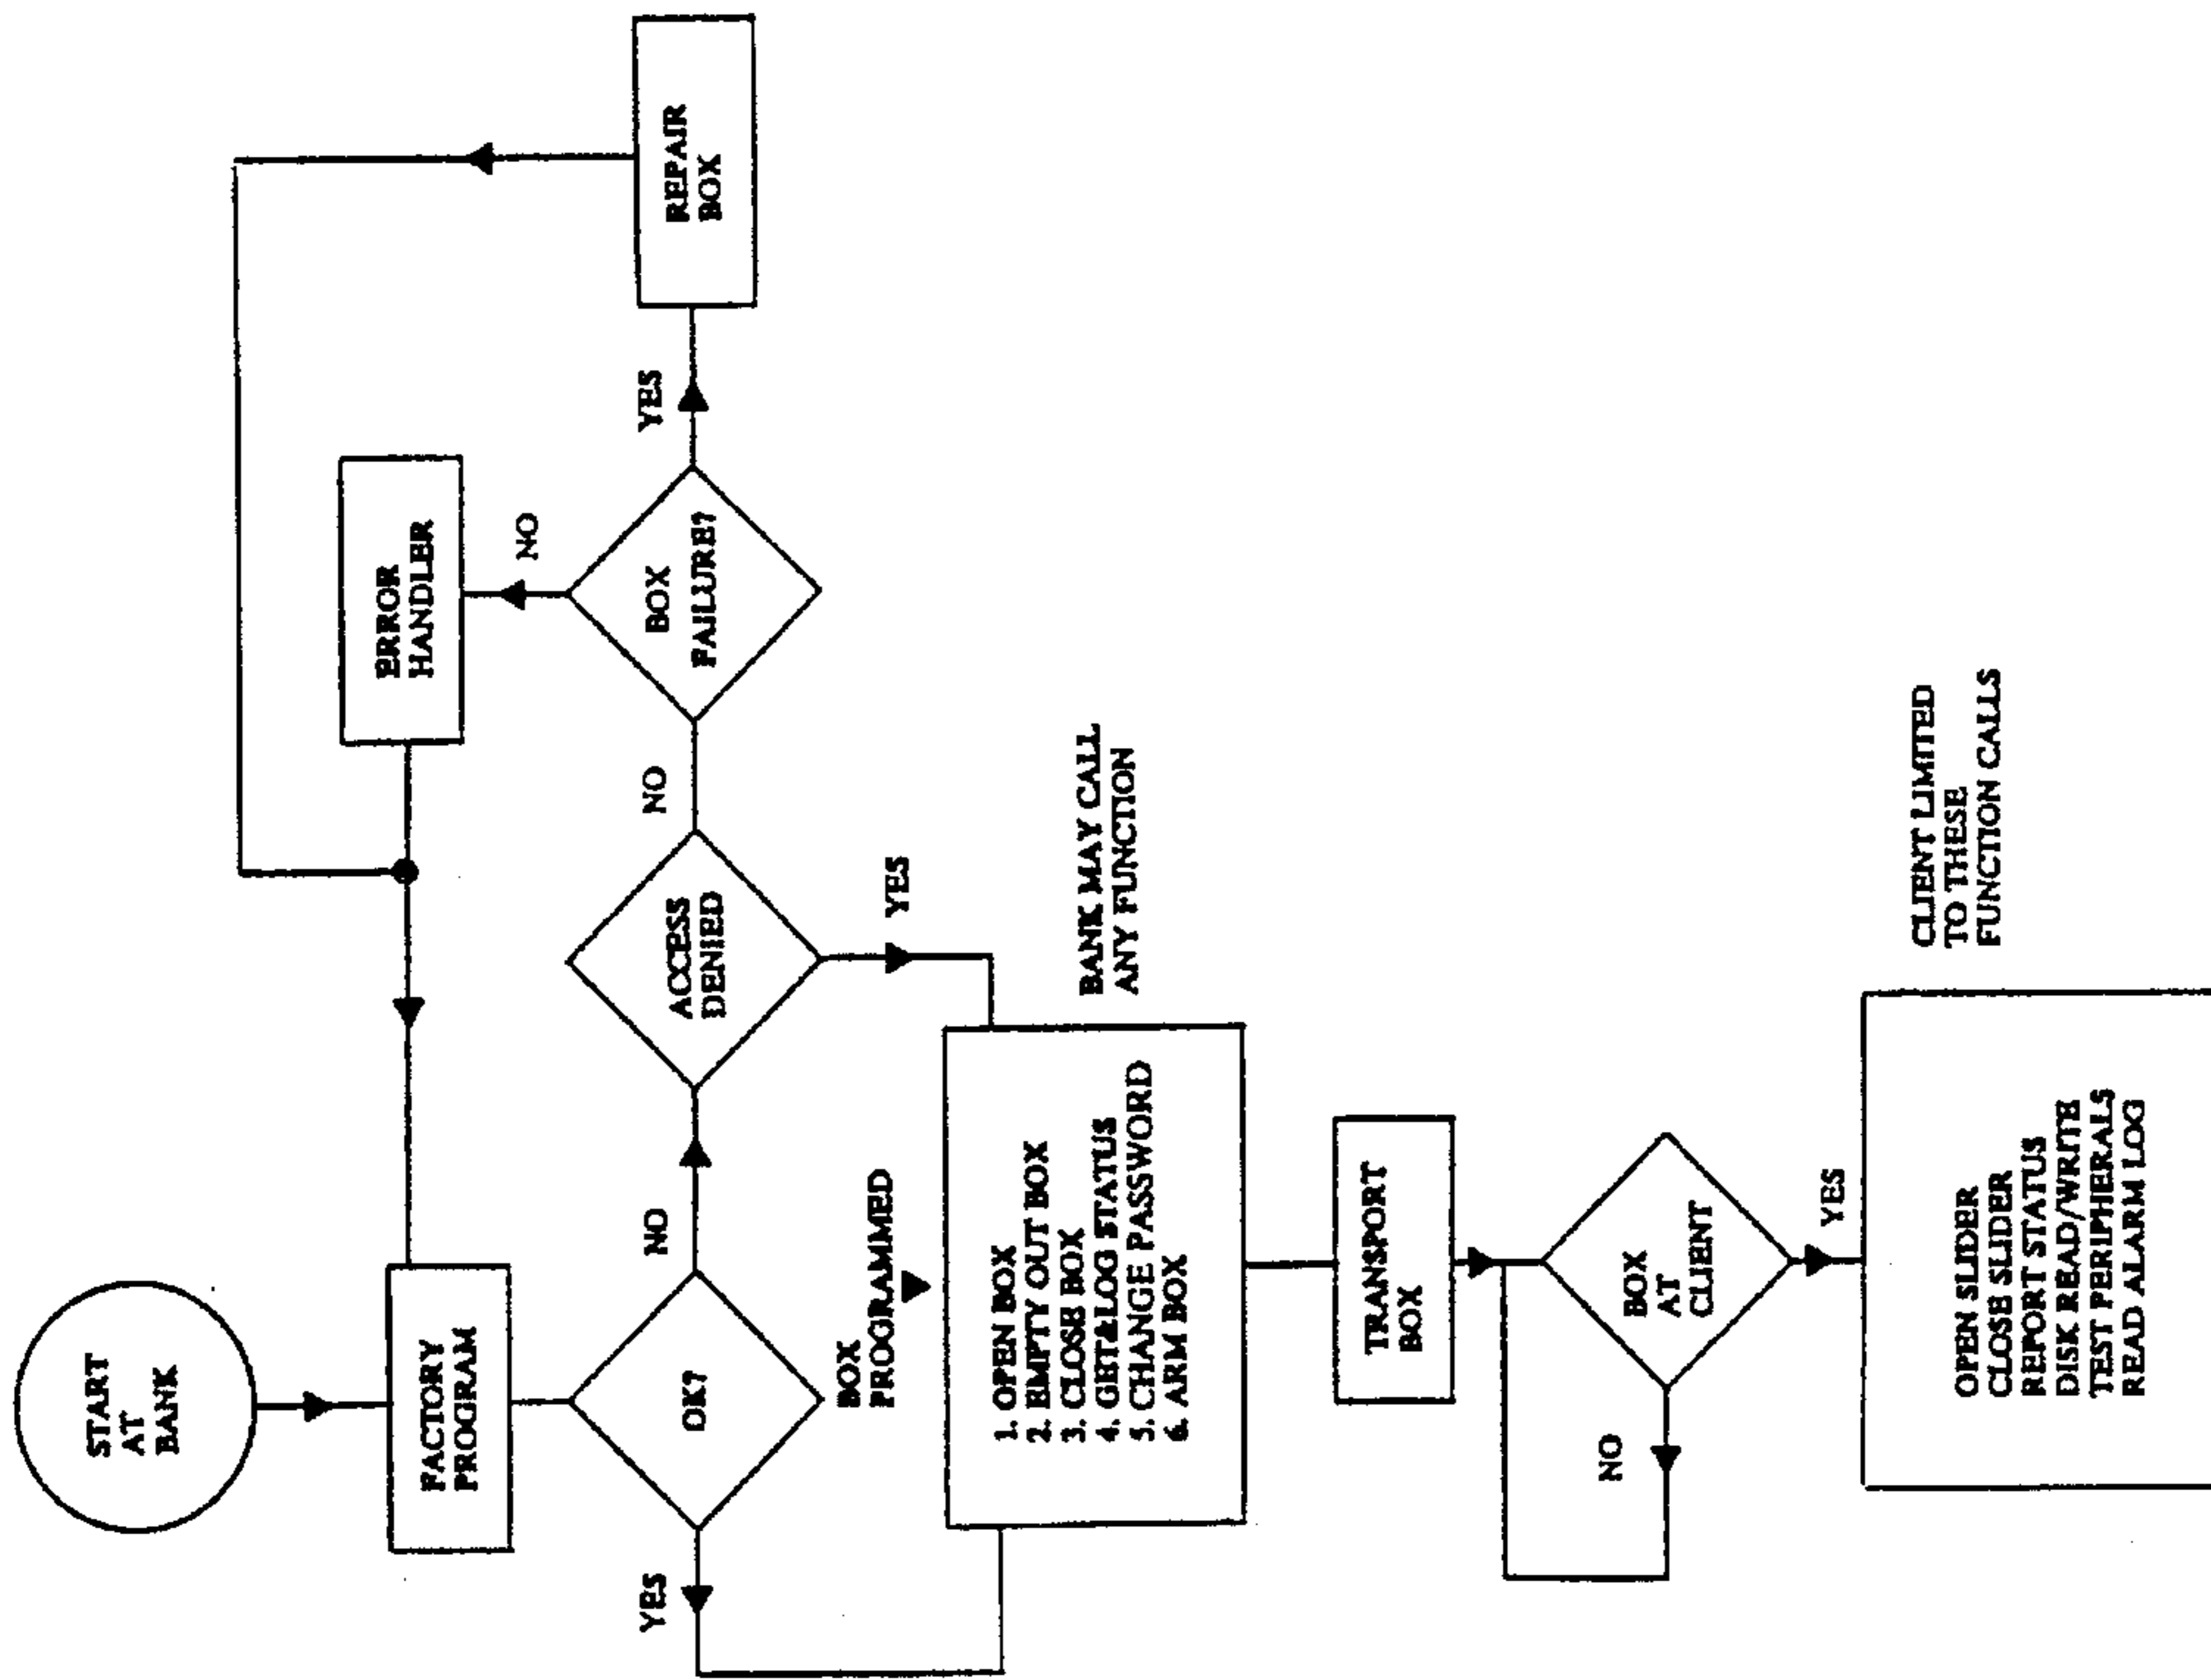 START
AT
BANK
FACTORY
PROGRAM
OK?
YES
NO
ACCESS
DENIED
NO
YES
BOX
FAILURE?
NO
YES
ERROR
HANDLER
REPAIR
BOX
BOX
PROGRAMMED
BANK MAY CALL
ANY FUNCTION
1. OPEN BOX
2. EMPTY OUT BOX
3. CLOSE BOX
4. GET&LOG STATUS
5. CHANGE PASSWORD
6. ARM BOX
TRANSPORT
BOX
BOX
AT
CLIENT
NO
YES
CLIENT LIMITED
TO THESE
FUNCTION CALLS
OPEN SLIDER
CLOSE SLIDER
REPORT STATUS
DISK READ/WRITE
TEST PERIPHERALS
READ ALARM LOG